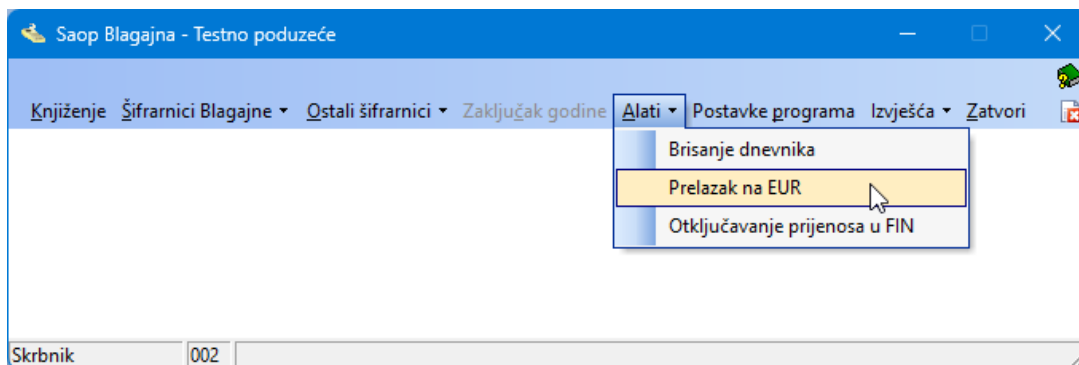 Saop Blagajna - Testno poduzeće
Knjiženje Šifrarnici Blagajne Ostali šifrarnici Zaključak godine Alati Postavke programa Izvješća Zatvori
Brisanje dnevnika
Prelazak na EUR
Otključavanje prijenosa u FIN
Skrbnik 002